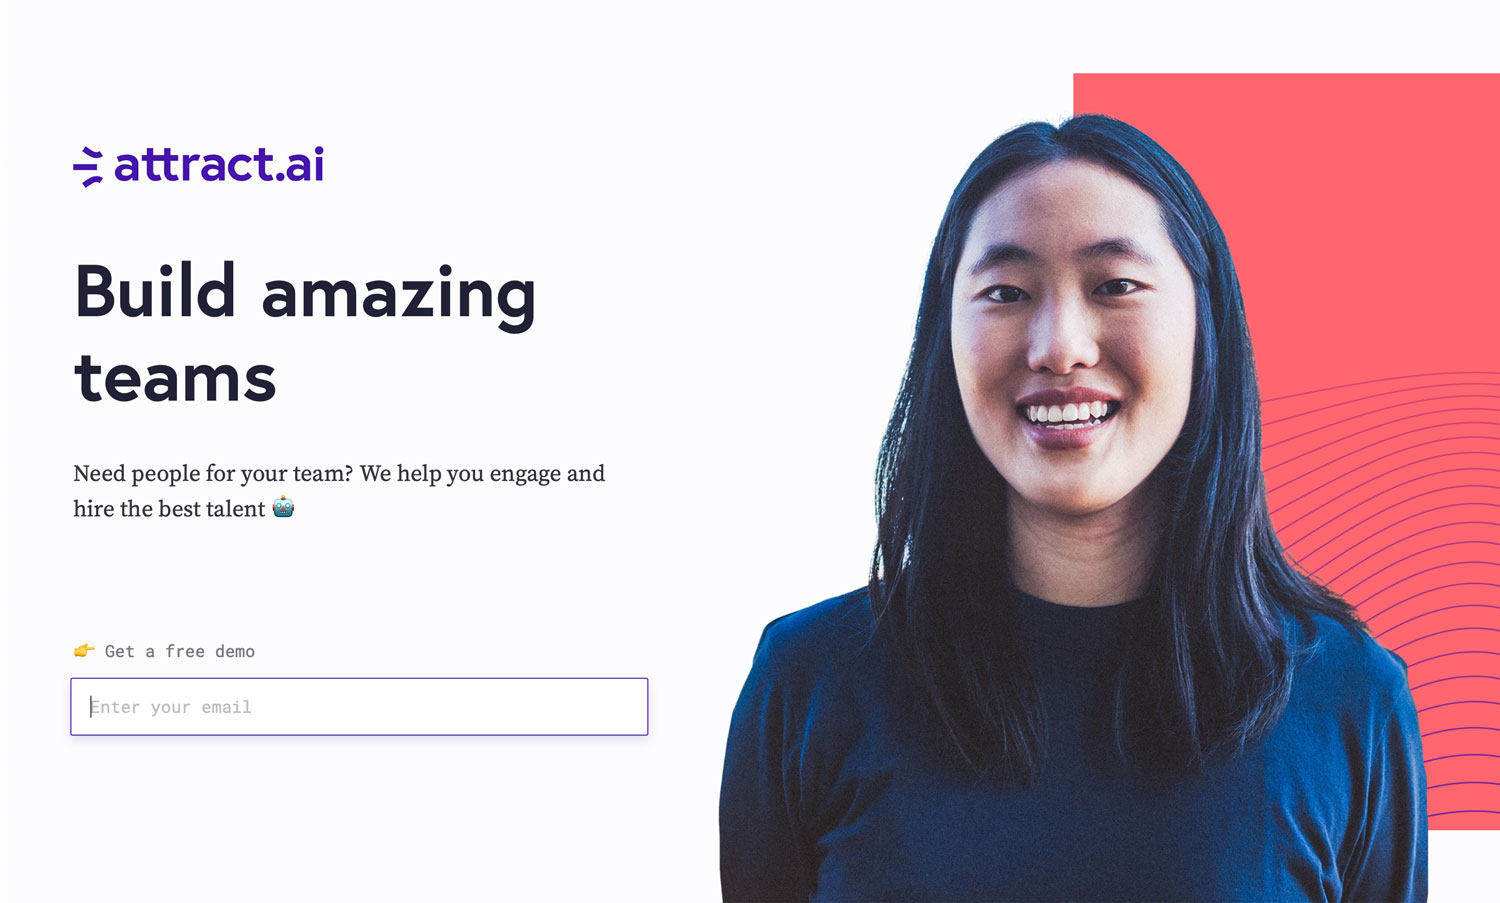 attract.ai
Build amazing
teams
Need people for your team? We help you engage and
hire the best talent 🤖
👉 Get a free demo
Enter your email